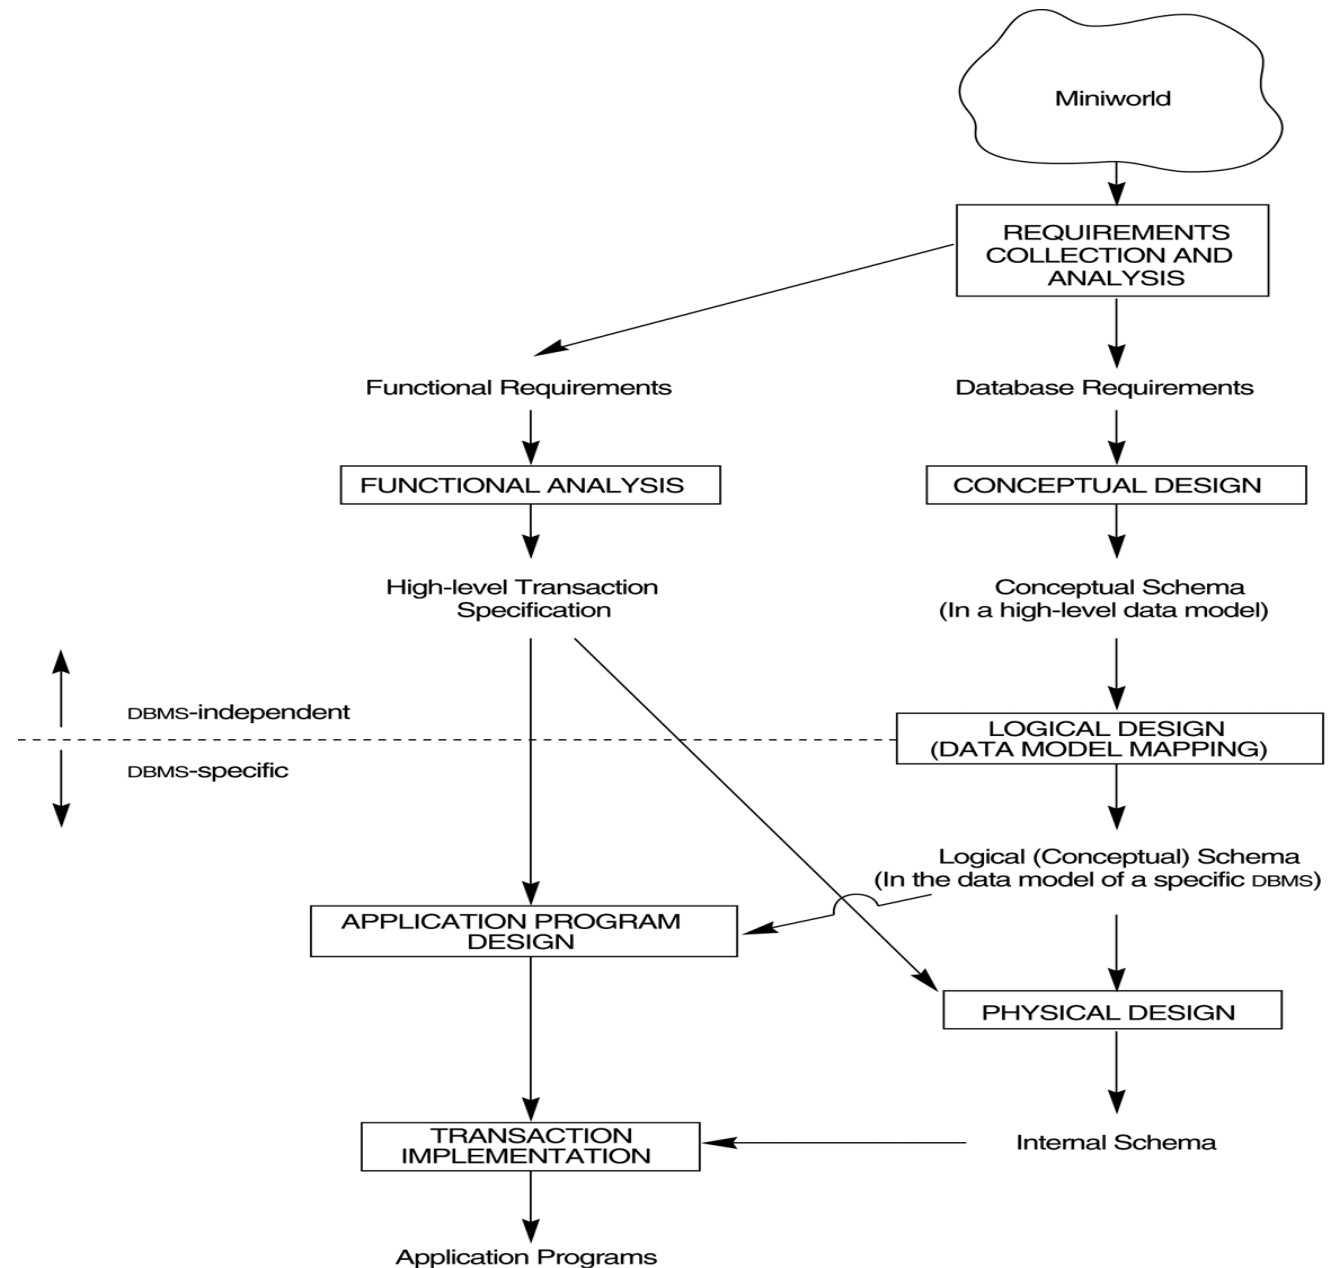 Miniworld
REQUIREMENTS
COLLECTION AND
ANALYSIS
Functional Requirements
Database Requirements
FUNCTIONAL ANALYSIS
CONCEPTUAL DESIGN
High-level Transaction
Specification
Conceptual Schema
(In a high-level data model)
DBMS-independent
LOGICAL DESIGN
(DATA MODEL MAPPING)
DBMS-specific
Logical (Conceptual) Schema
(In the data model of a specific DBMS)
APPLICATION PROGRAM
DESIGN
PHYSICAL DESIGN
TRANSACTION
IMPLEMENTATION
Internal Schema
Application Programs